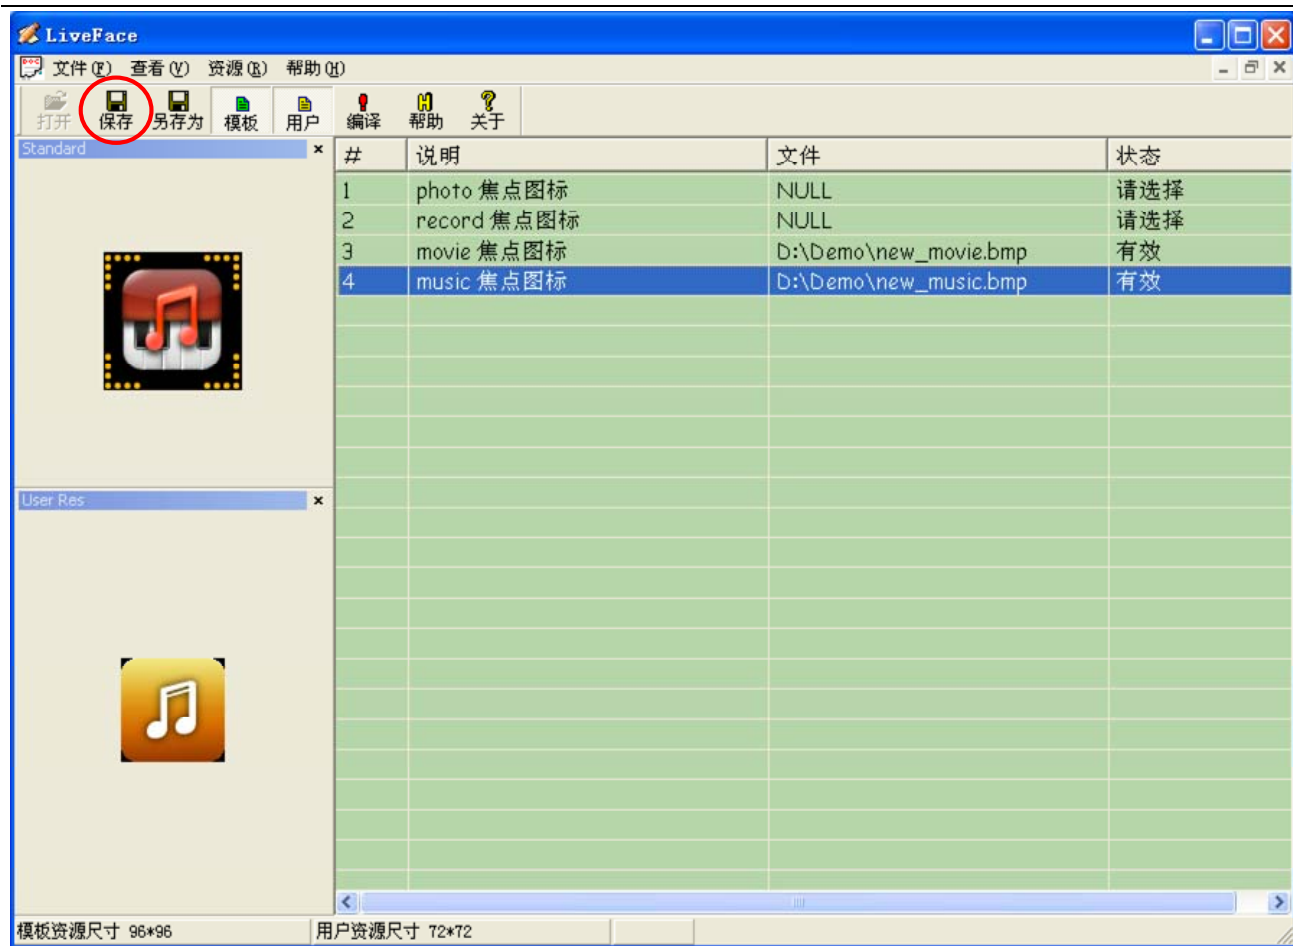 LiveFace
文件(F) 查看(V) 资源(R) 帮助(H)
打开 保存 另存为 模板 用户 编译 帮助 关于
Standard
# 说明 文件 状态
1 photo 焦点图标 NULL 请选择
2 record 焦点图标 NULL 请选择
3 movie 焦点图标 D:\Demo\new_movie.bmp 有效
4 music 焦点图标 D:\Demo\new_music.bmp 有效
User Res
模板资源尺寸 96*96 用户资源尺寸 72*72